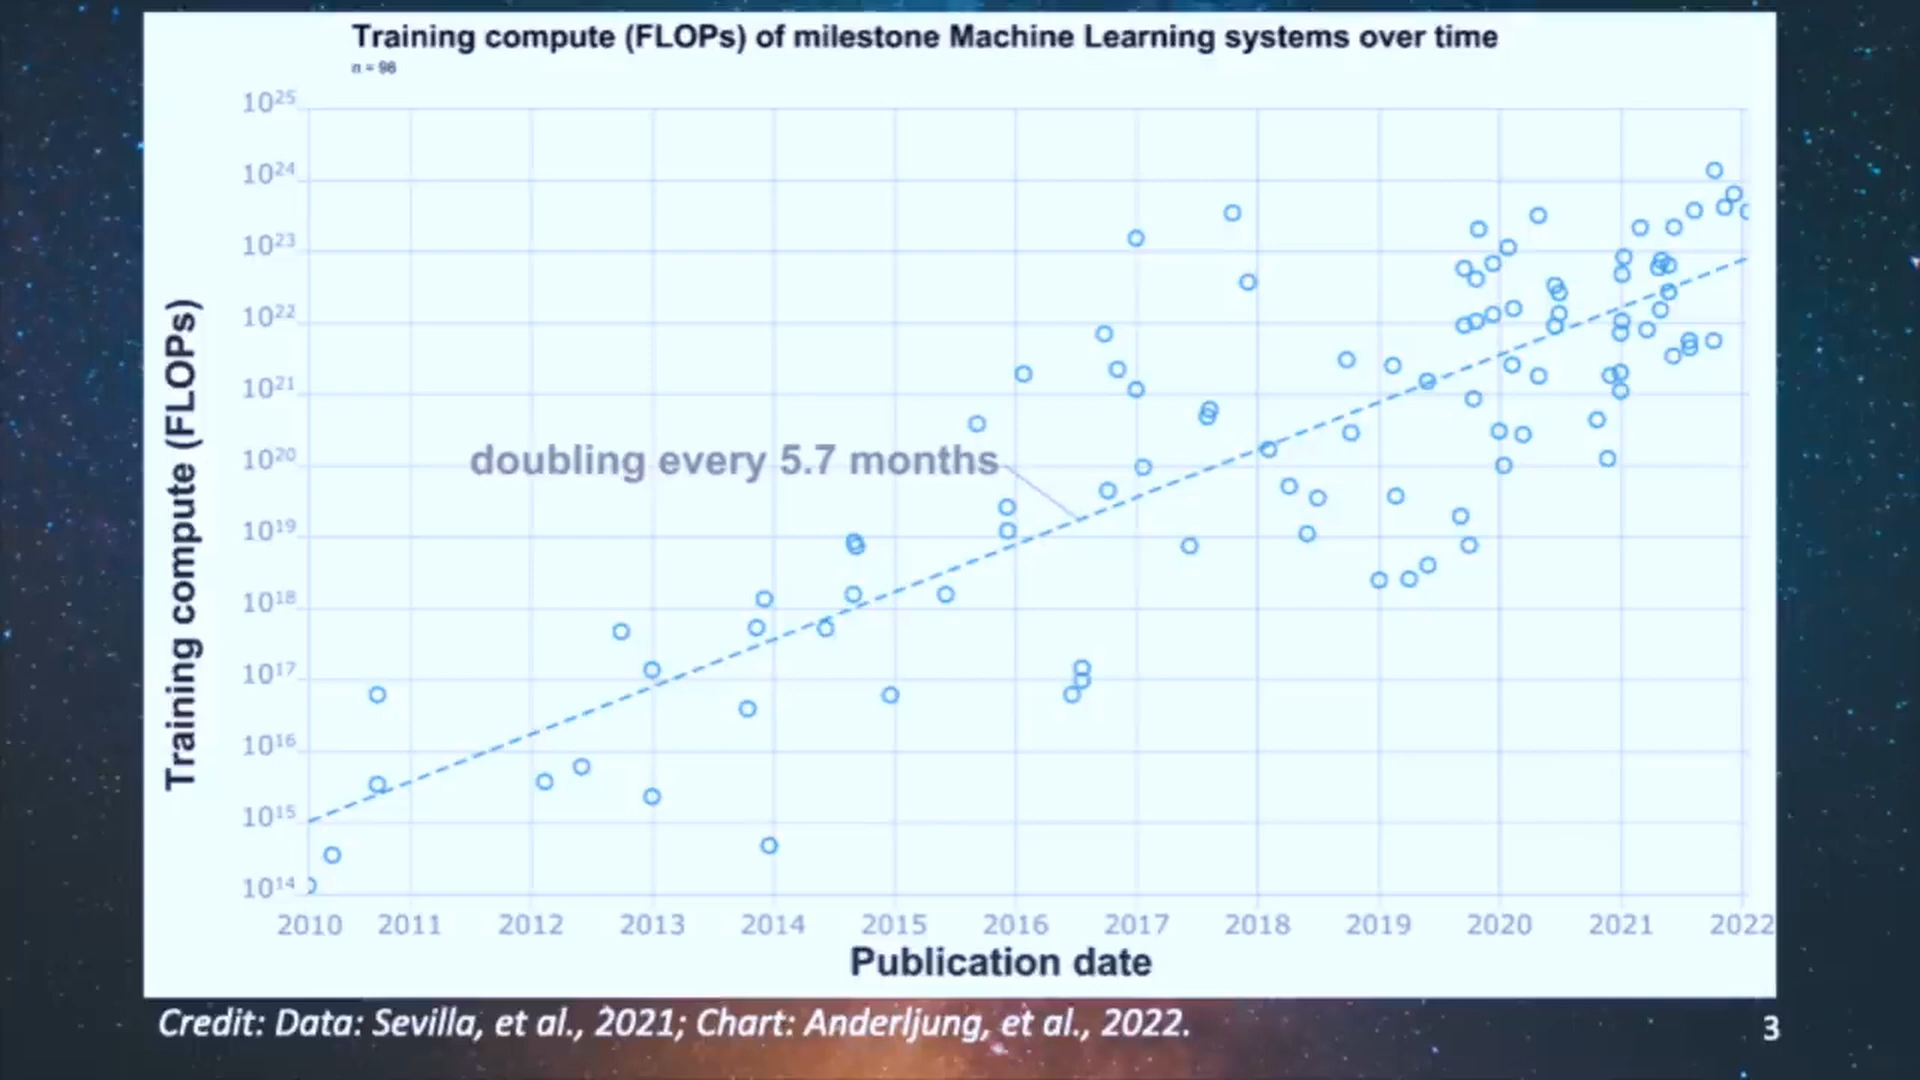 Training compute (FLOPs) of milestone Machine Learning systems over time
n = 98
10²⁵
10²⁴
10²³
10²²
10²¹
10²⁰
10¹⁹
10¹⁸
10¹⁷
10¹⁶
10¹⁵
10¹⁴
Training compute (FLOPs)
doubling every 5.7 months
2010 2011 2012 2013 2014 2015 2016 2017 2018 2019 2020 2021 2022
Publication date
Credit: Data: Sevilla, et al., 2021; Chart: Anderljung, et al., 2022.
3